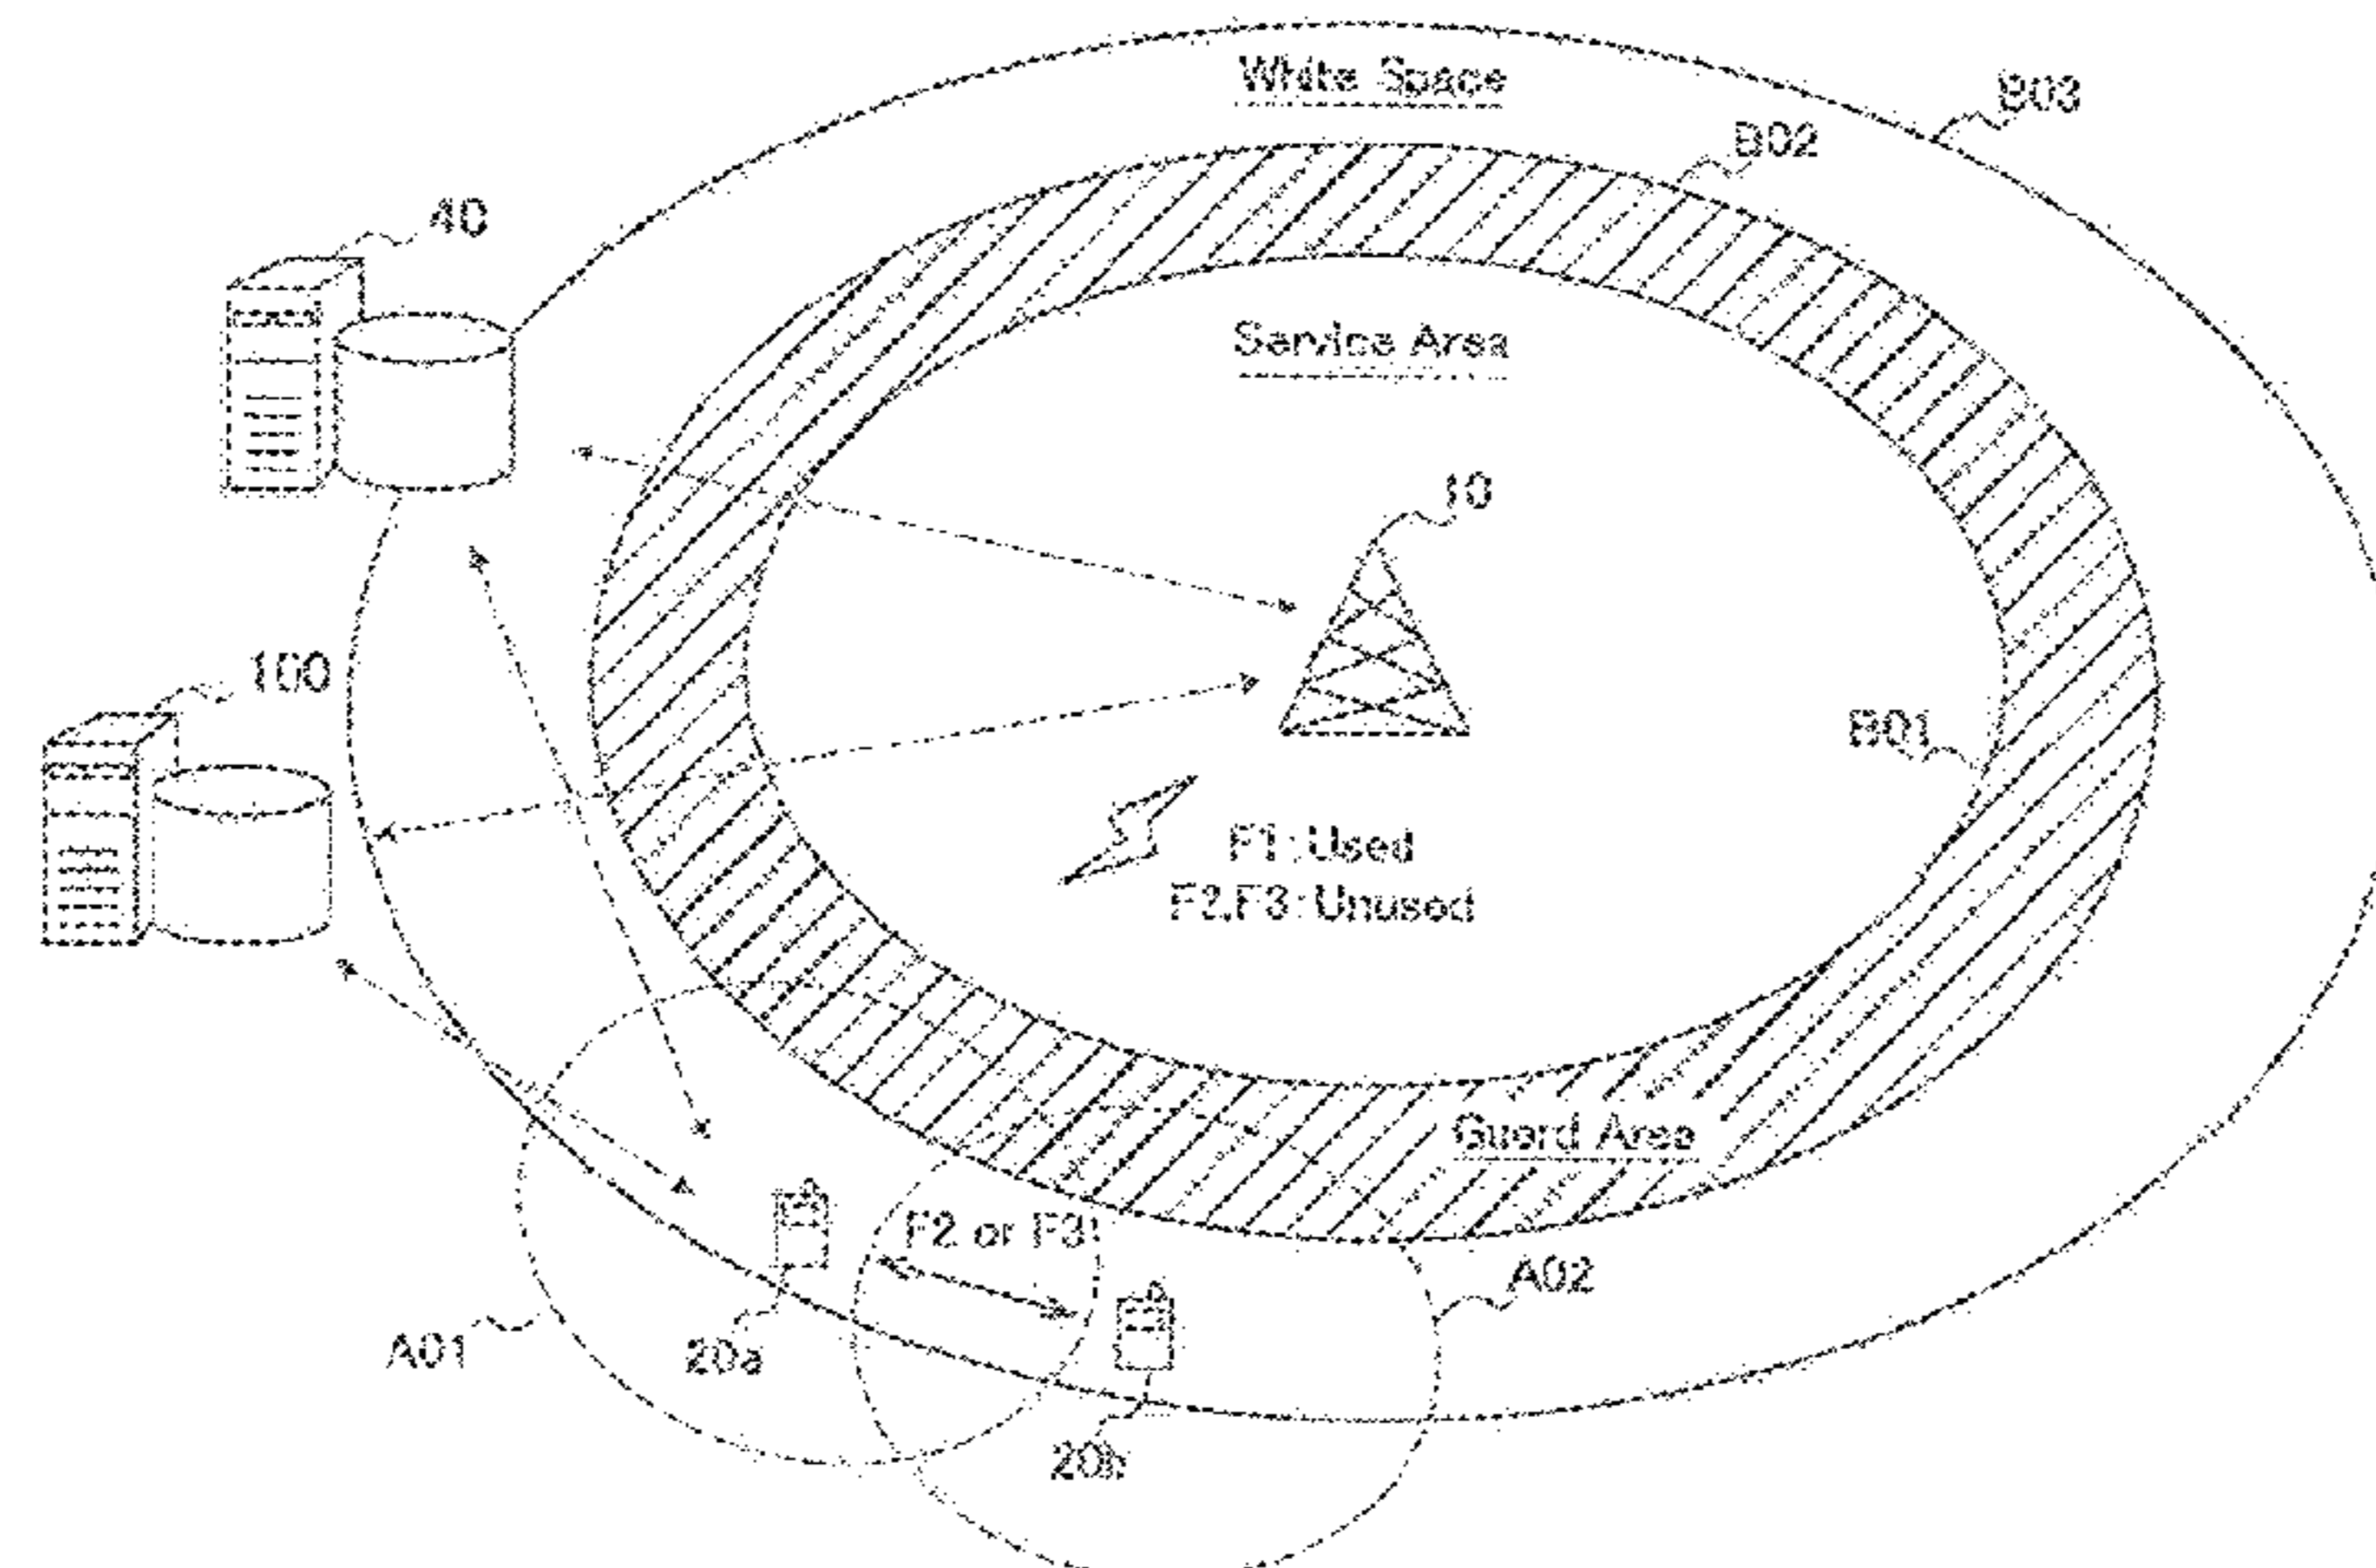 White Space
B03
B02
40
Service Area
10
100
B01
F1:Used
F2,F3:Unused
Guard Area
F2 or F3
A02
A01
20a
20b